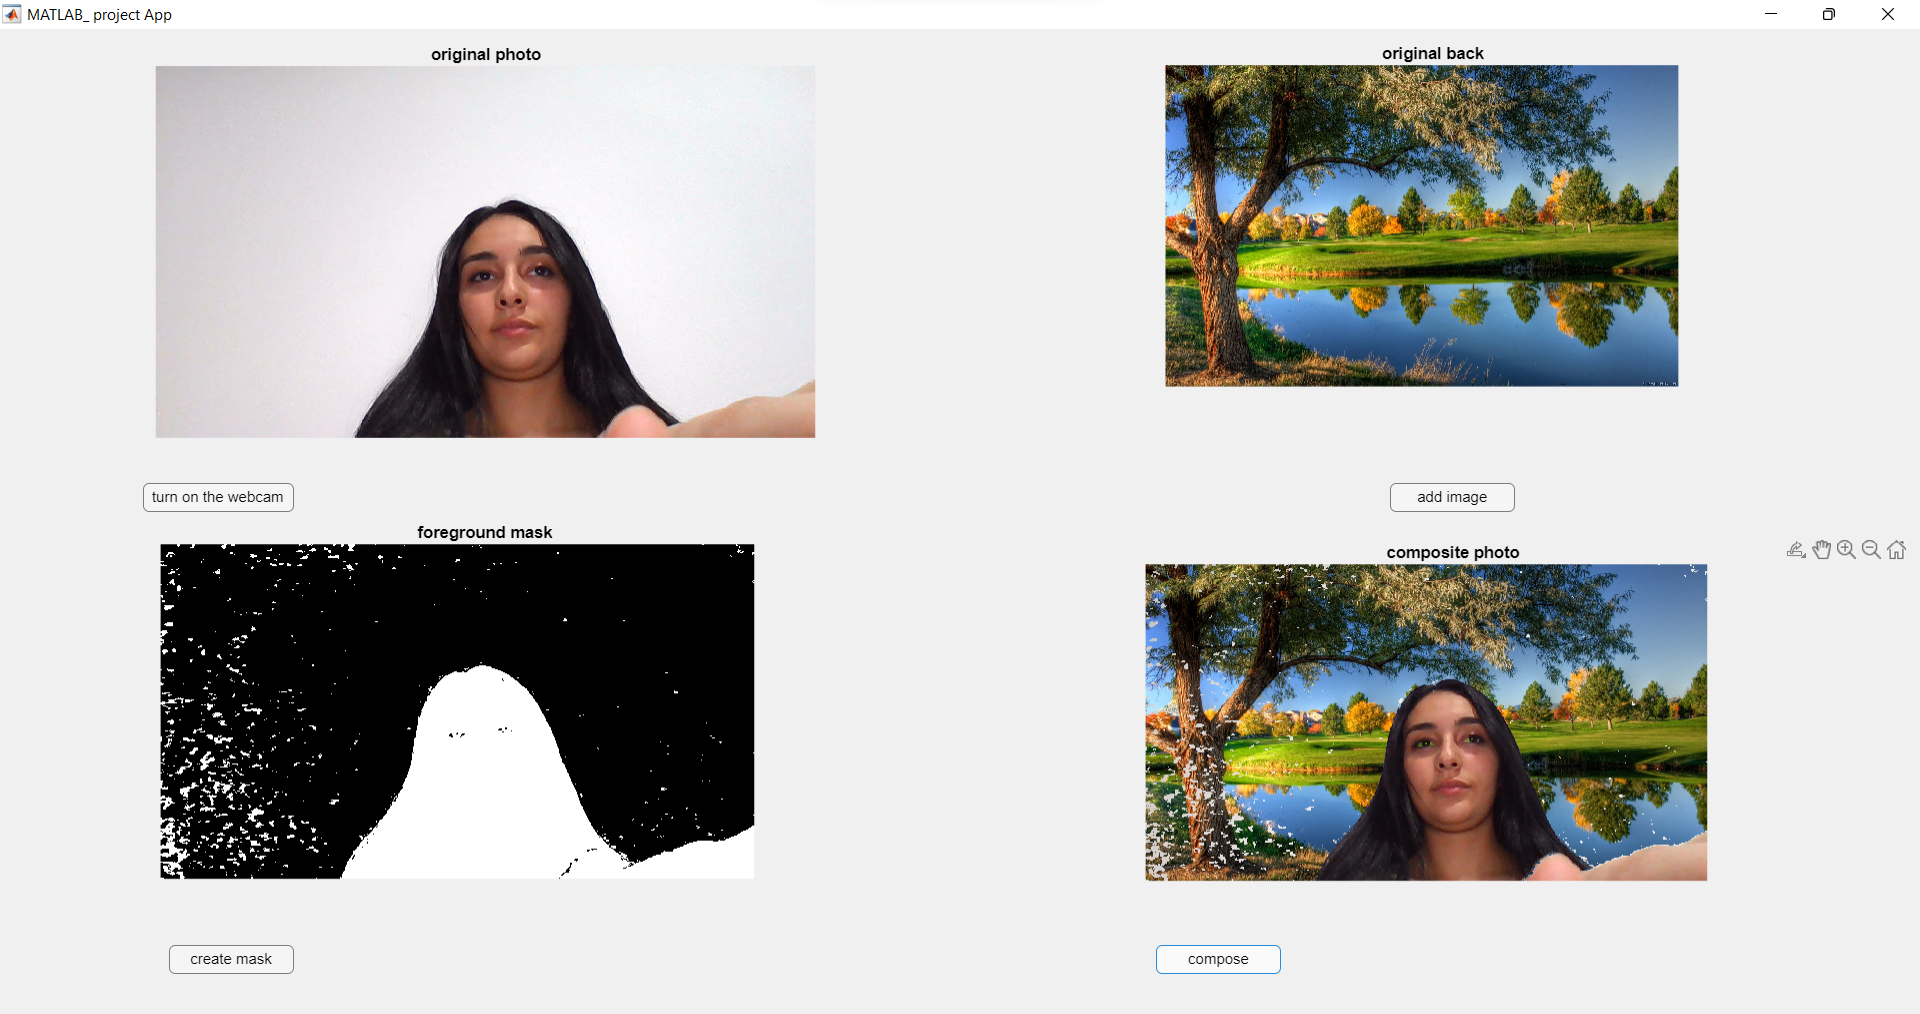 MATLAB_ project App
original photo
original back
turn on the webcam
add image
foreground mask
composite photo
create mask
compose